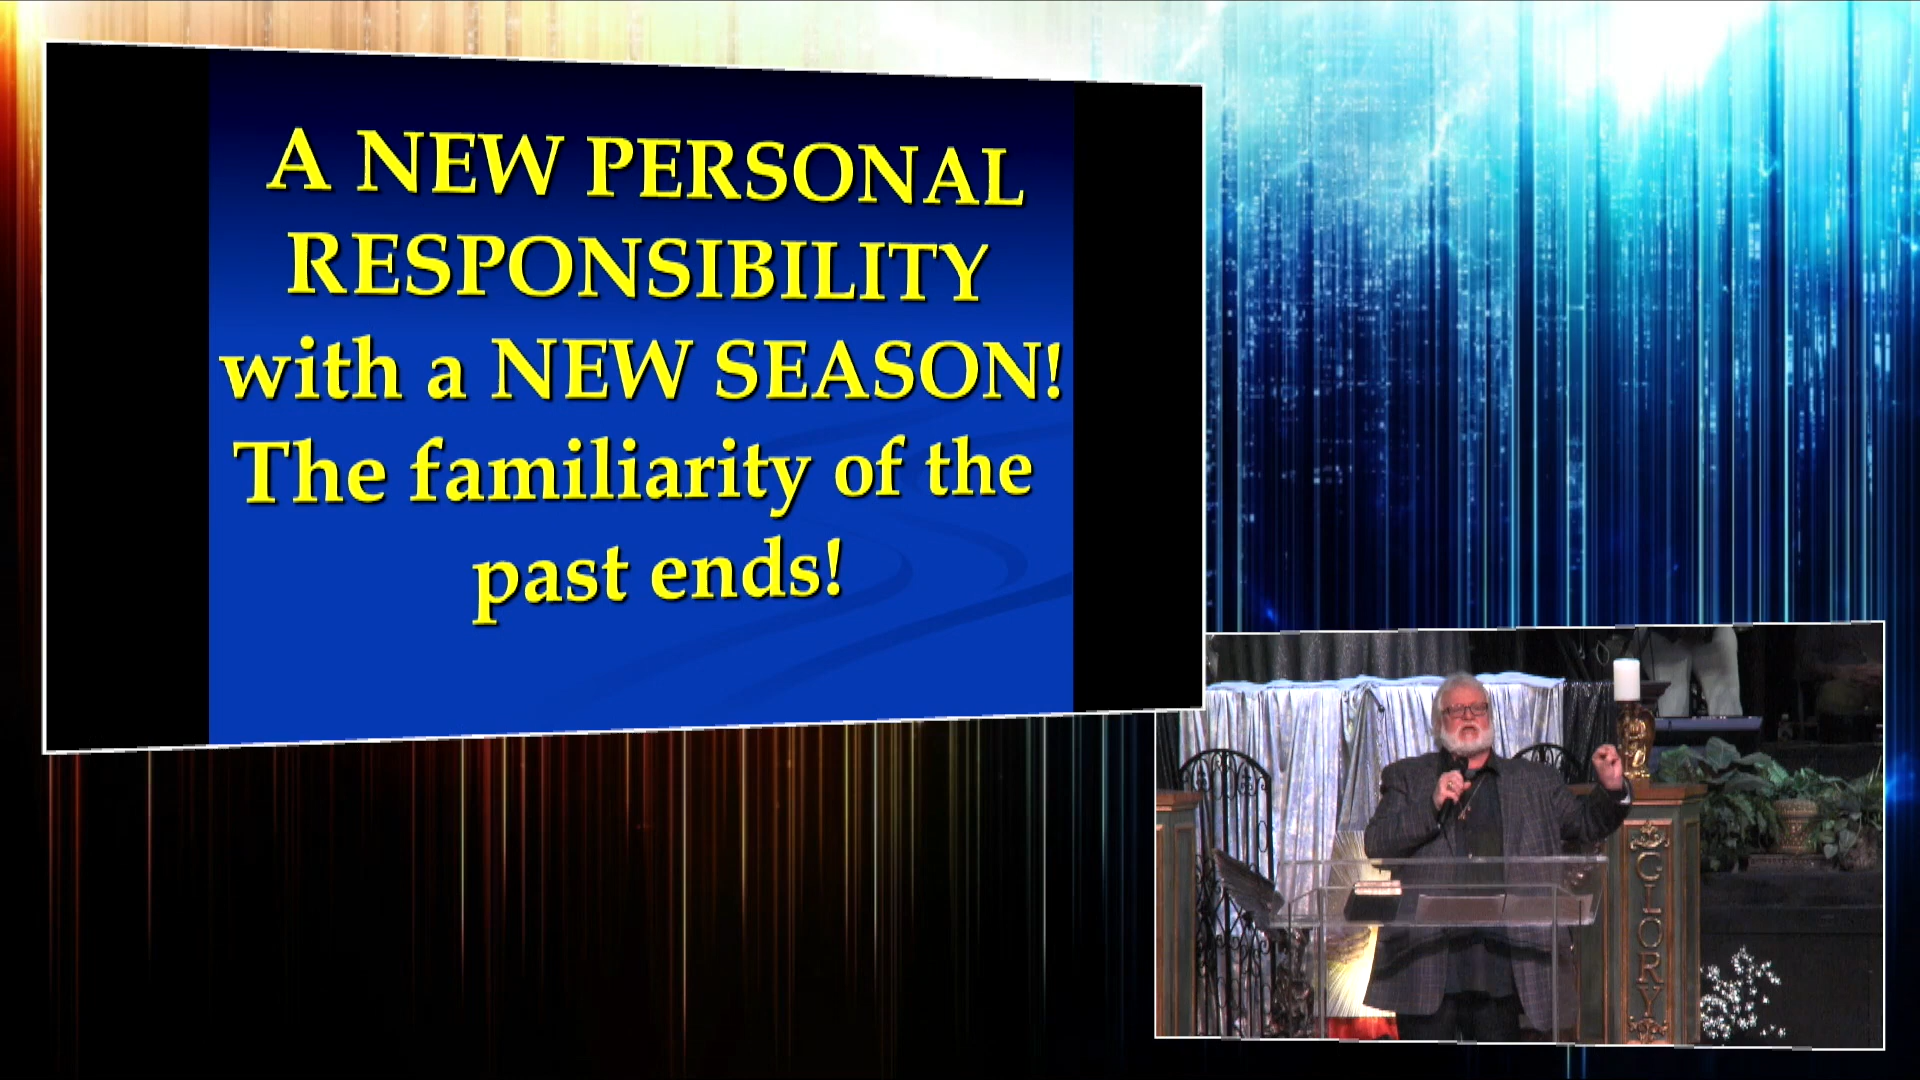 A NEW PERSONAL
RESPONSIBILITY
with a NEW SEASON!
The familiarity of the
past ends!
GLORY